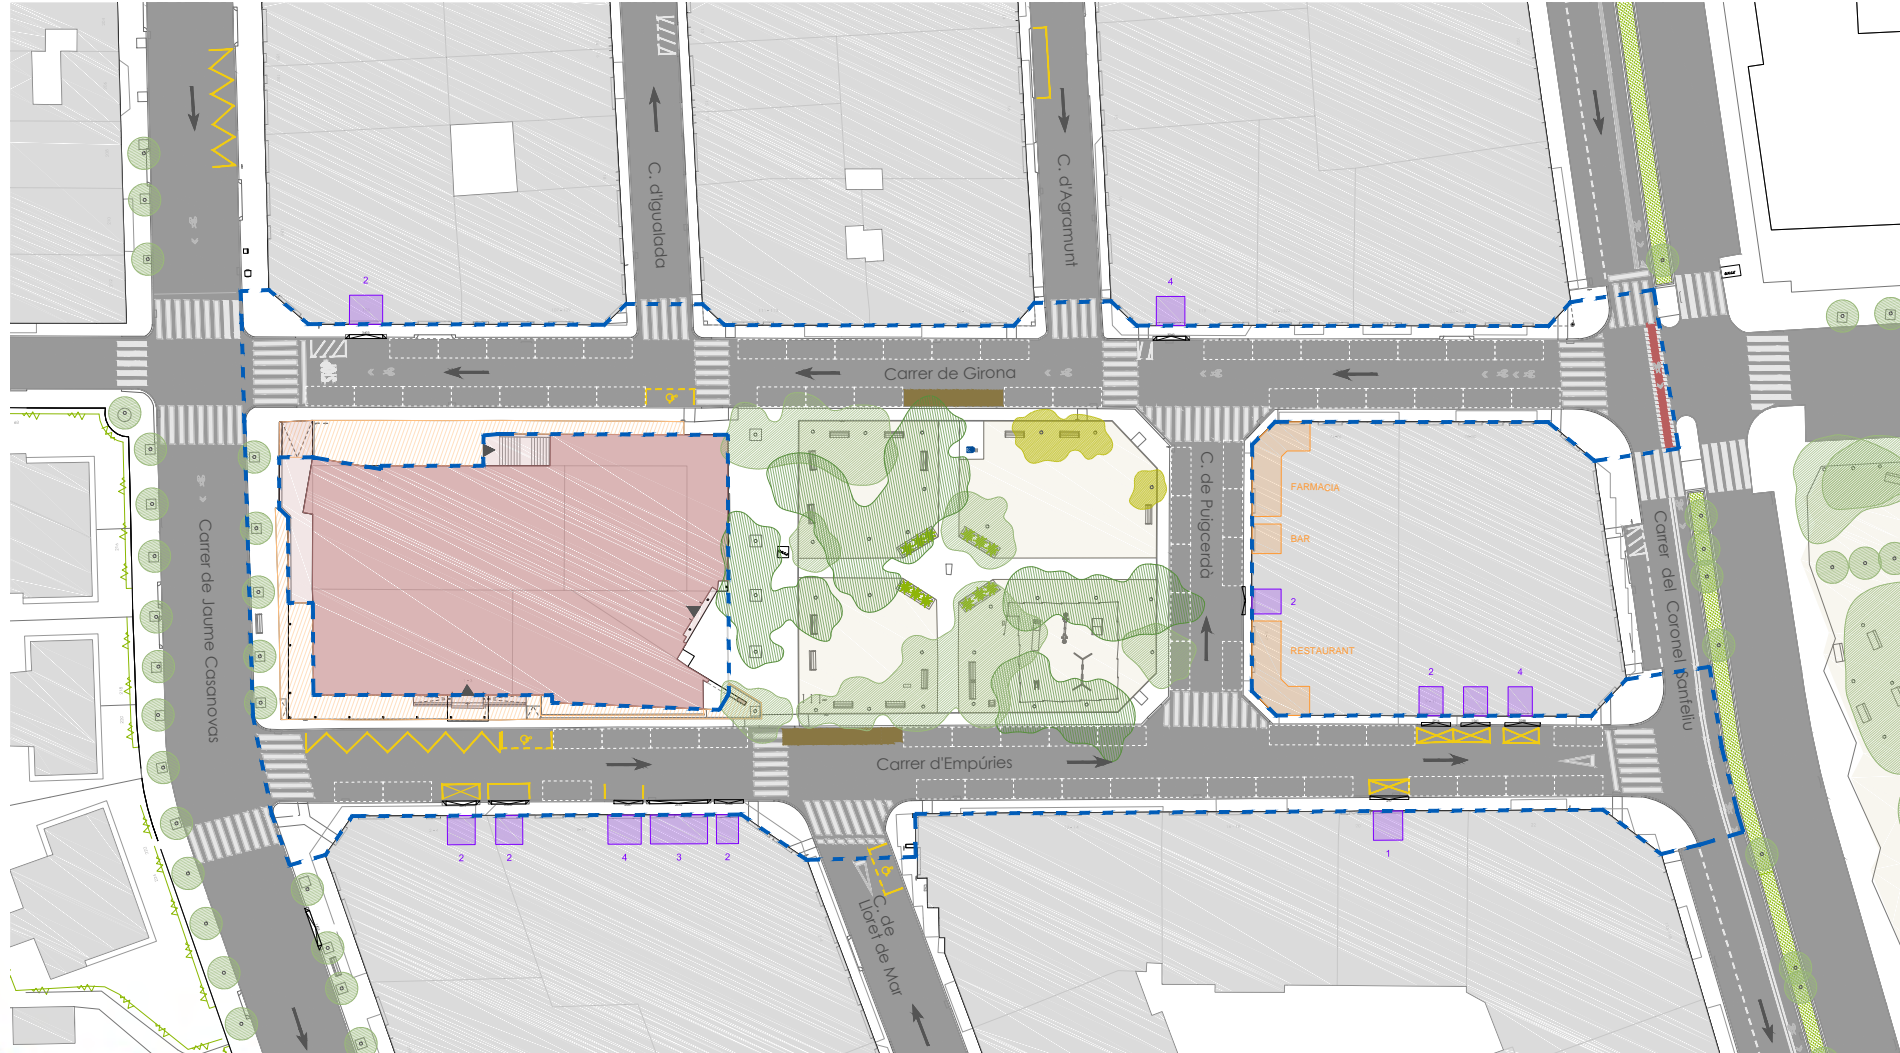 C. d'Igualada
C. d'Agramunt
2
4
Carrer de Girona
Carrer de Jaume Casanovas
C. de Puigcerdà
FARMACIA
BAR
2
RESTAURANT
Carrer del Coronel Sanfeliu
2
4
Carrer d'Empúries
2
2
4
3
2
1
C. de
Lloret de Mar